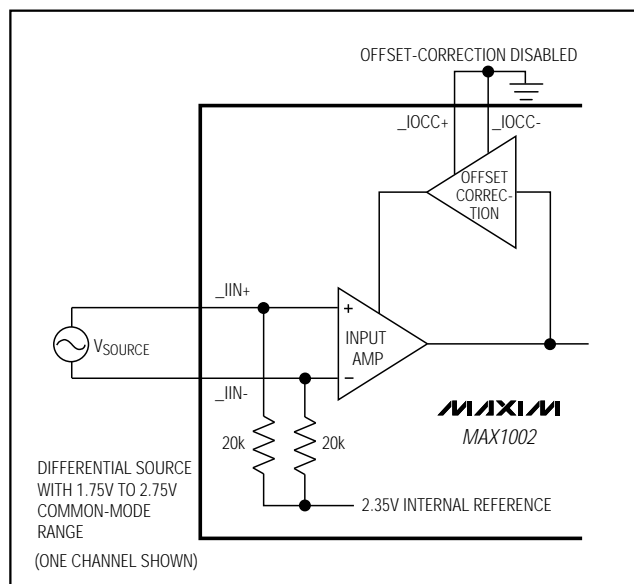 OFFSET-CORRECTION DISABLED
_IOCC+
_IOCC-
OFFSET
CORREC-
TION
_IIN+
+
INPUT
AMP
VSOURCE
_IIN-
−
MAXIM
MAX1002
20k
20k
DIFFERENTIAL SOURCE
WITH 1.75V TO 2.75V
COMMON-MODE
RANGE
2.35V INTERNAL REFERENCE
(ONE CHANNEL SHOWN)